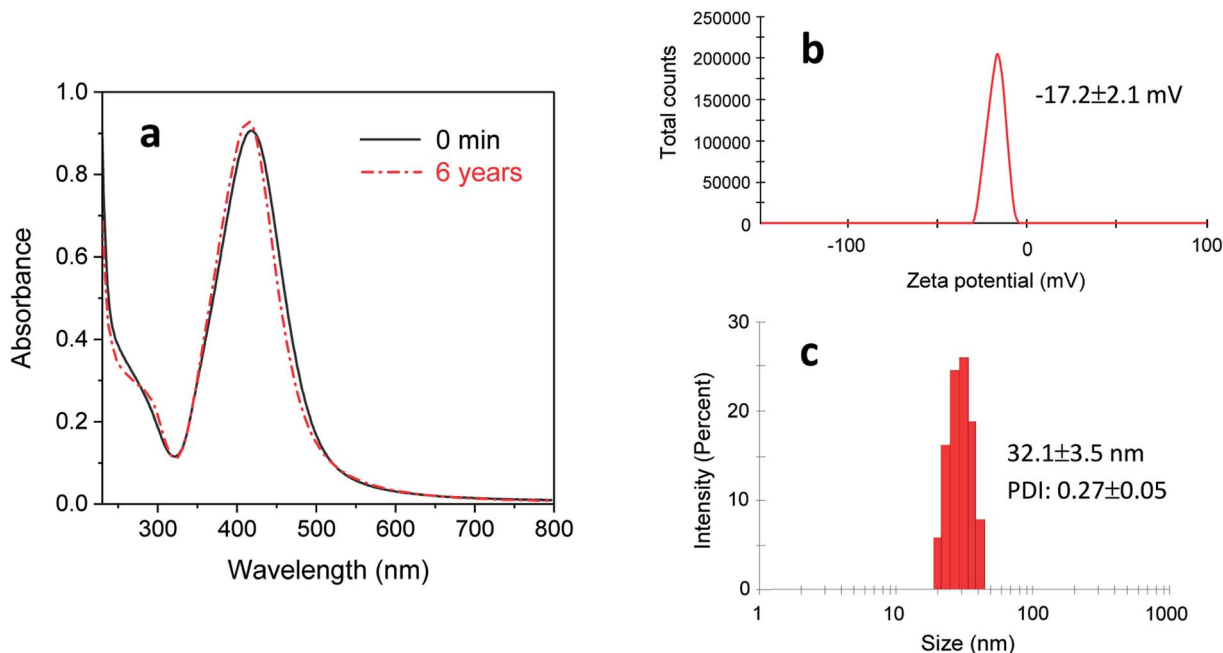 a
0 min
6 years
1.0
0.8
0.6
0.4
0.2
0.0
Absorbance
300 400 500 600 700 800
Wavelength (nm)
b
250000
200000
150000
100000
50000
0
Total counts
-17.2±2.1 mV
-100 0 100
Zeta potential (mV)
c
30
20
10
0
Intensity (Percent)
32.1±3.5 nm
PDI: 0.27±0.05
1 10 100 1000
Size (nm)